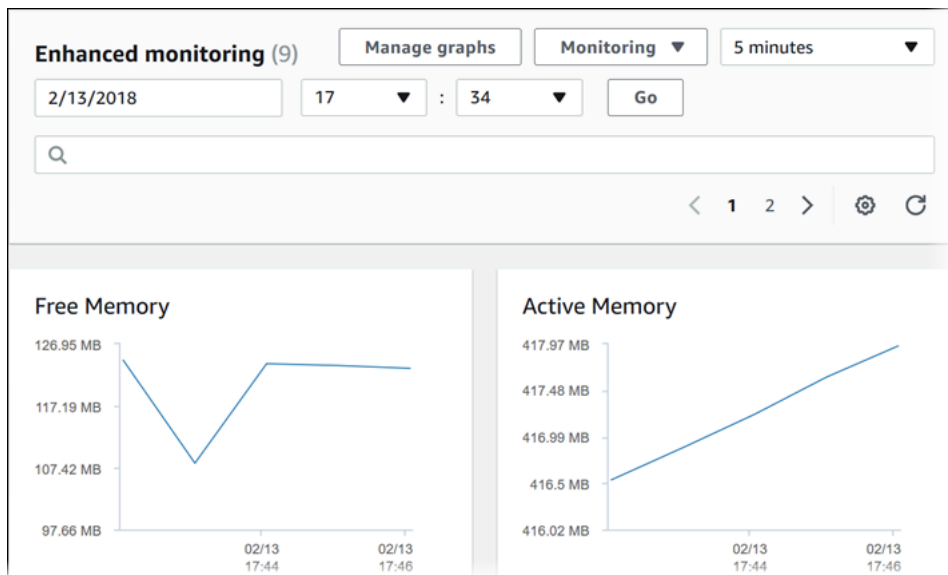 Enhanced monitoring (9) Manage graphs Monitoring 5 minutes
2/13/2018 17 : 34 Go
1 2
Free Memory
126.95 MB
117.19 MB
107.42 MB
97.66 MB
02/13 02/13
17:44 17:46
Active Memory
417.97 MB
417.48 MB
416.99 MB
416.5 MB
416.02 MB
02/13 02/13
17:44 17:46